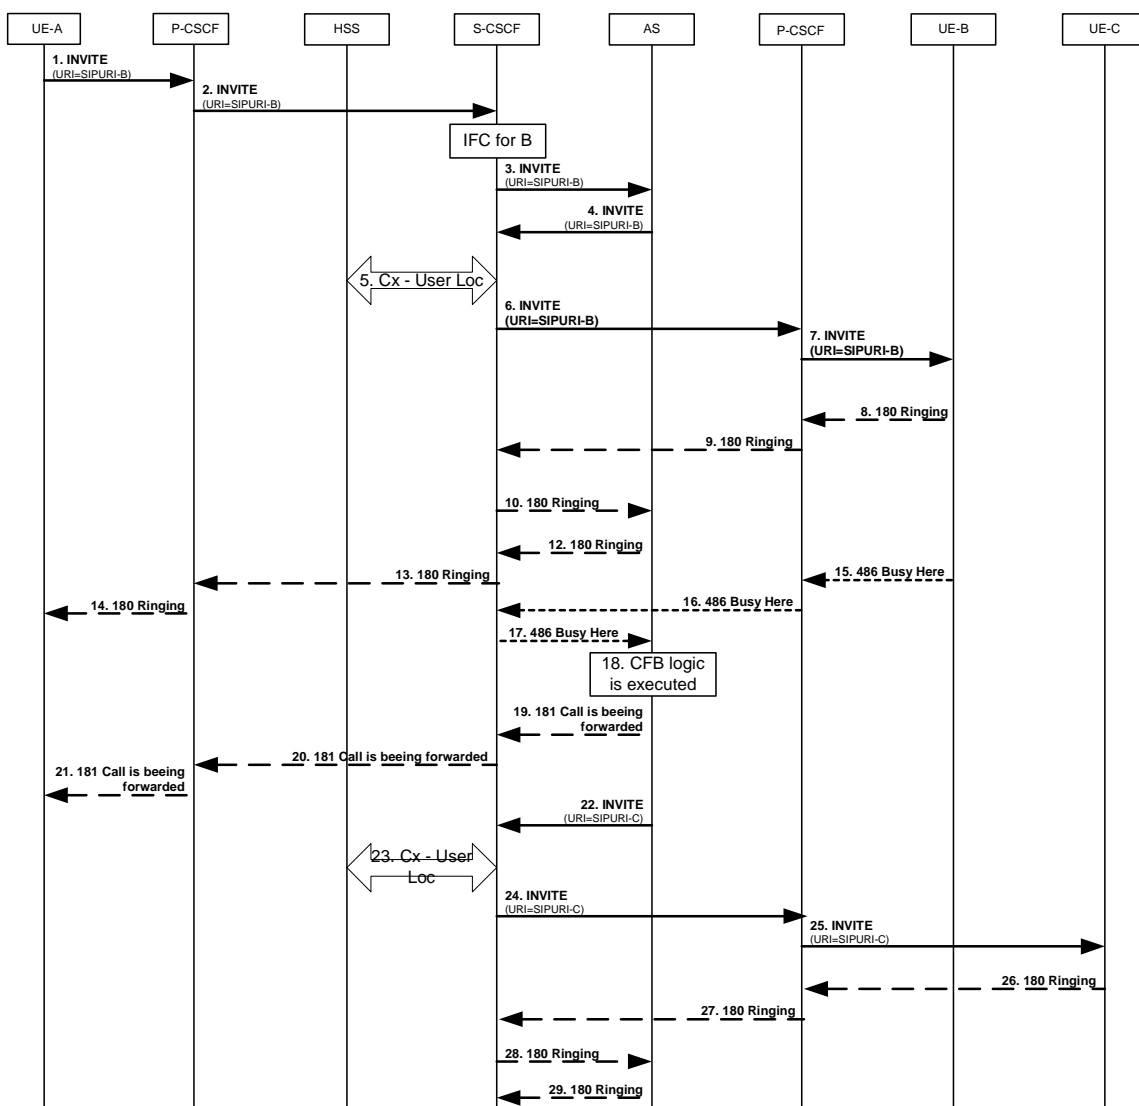 UE-A
P-CSCF
HSS
S-CSCF
AS
P-CSCF
UE-B
UE-C
1. INVITE
(URI=SIPURI-B)
2. INVITE
(URI=SIPURI-B)
IFC for B
3. INVITE
(URI=SIPURI-B)
4. INVITE
(URI=SIPURI-B)
5. Cx - User Loc
6. INVITE
(URI=SIPURI-B)
7. INVITE
(URI=SIPURI-B)
8. 180 Ringing
9. 180 Ringing
10. 180 Ringing
12. 180 Ringing
13. 180 Ringing
15. 486 Busy Here
14. 180 Ringing
16. 486 Busy Here
17. 486 Busy Here
18. CFB logic
is executed
19. 181 Call is beeing
forwarded
20. 181 Call is beeing forwarded
21. 181 Call is beeing
forwarded
22. INVITE
(URI=SIPURI-C)
23. Cx - User
Loc
24. INVITE
(URI=SIPURI-C)
25. INVITE
(URI=SIPURI-C)
26. 180 Ringing
27. 180 Ringing
28. 180 Ringing
29. 180 Ringing